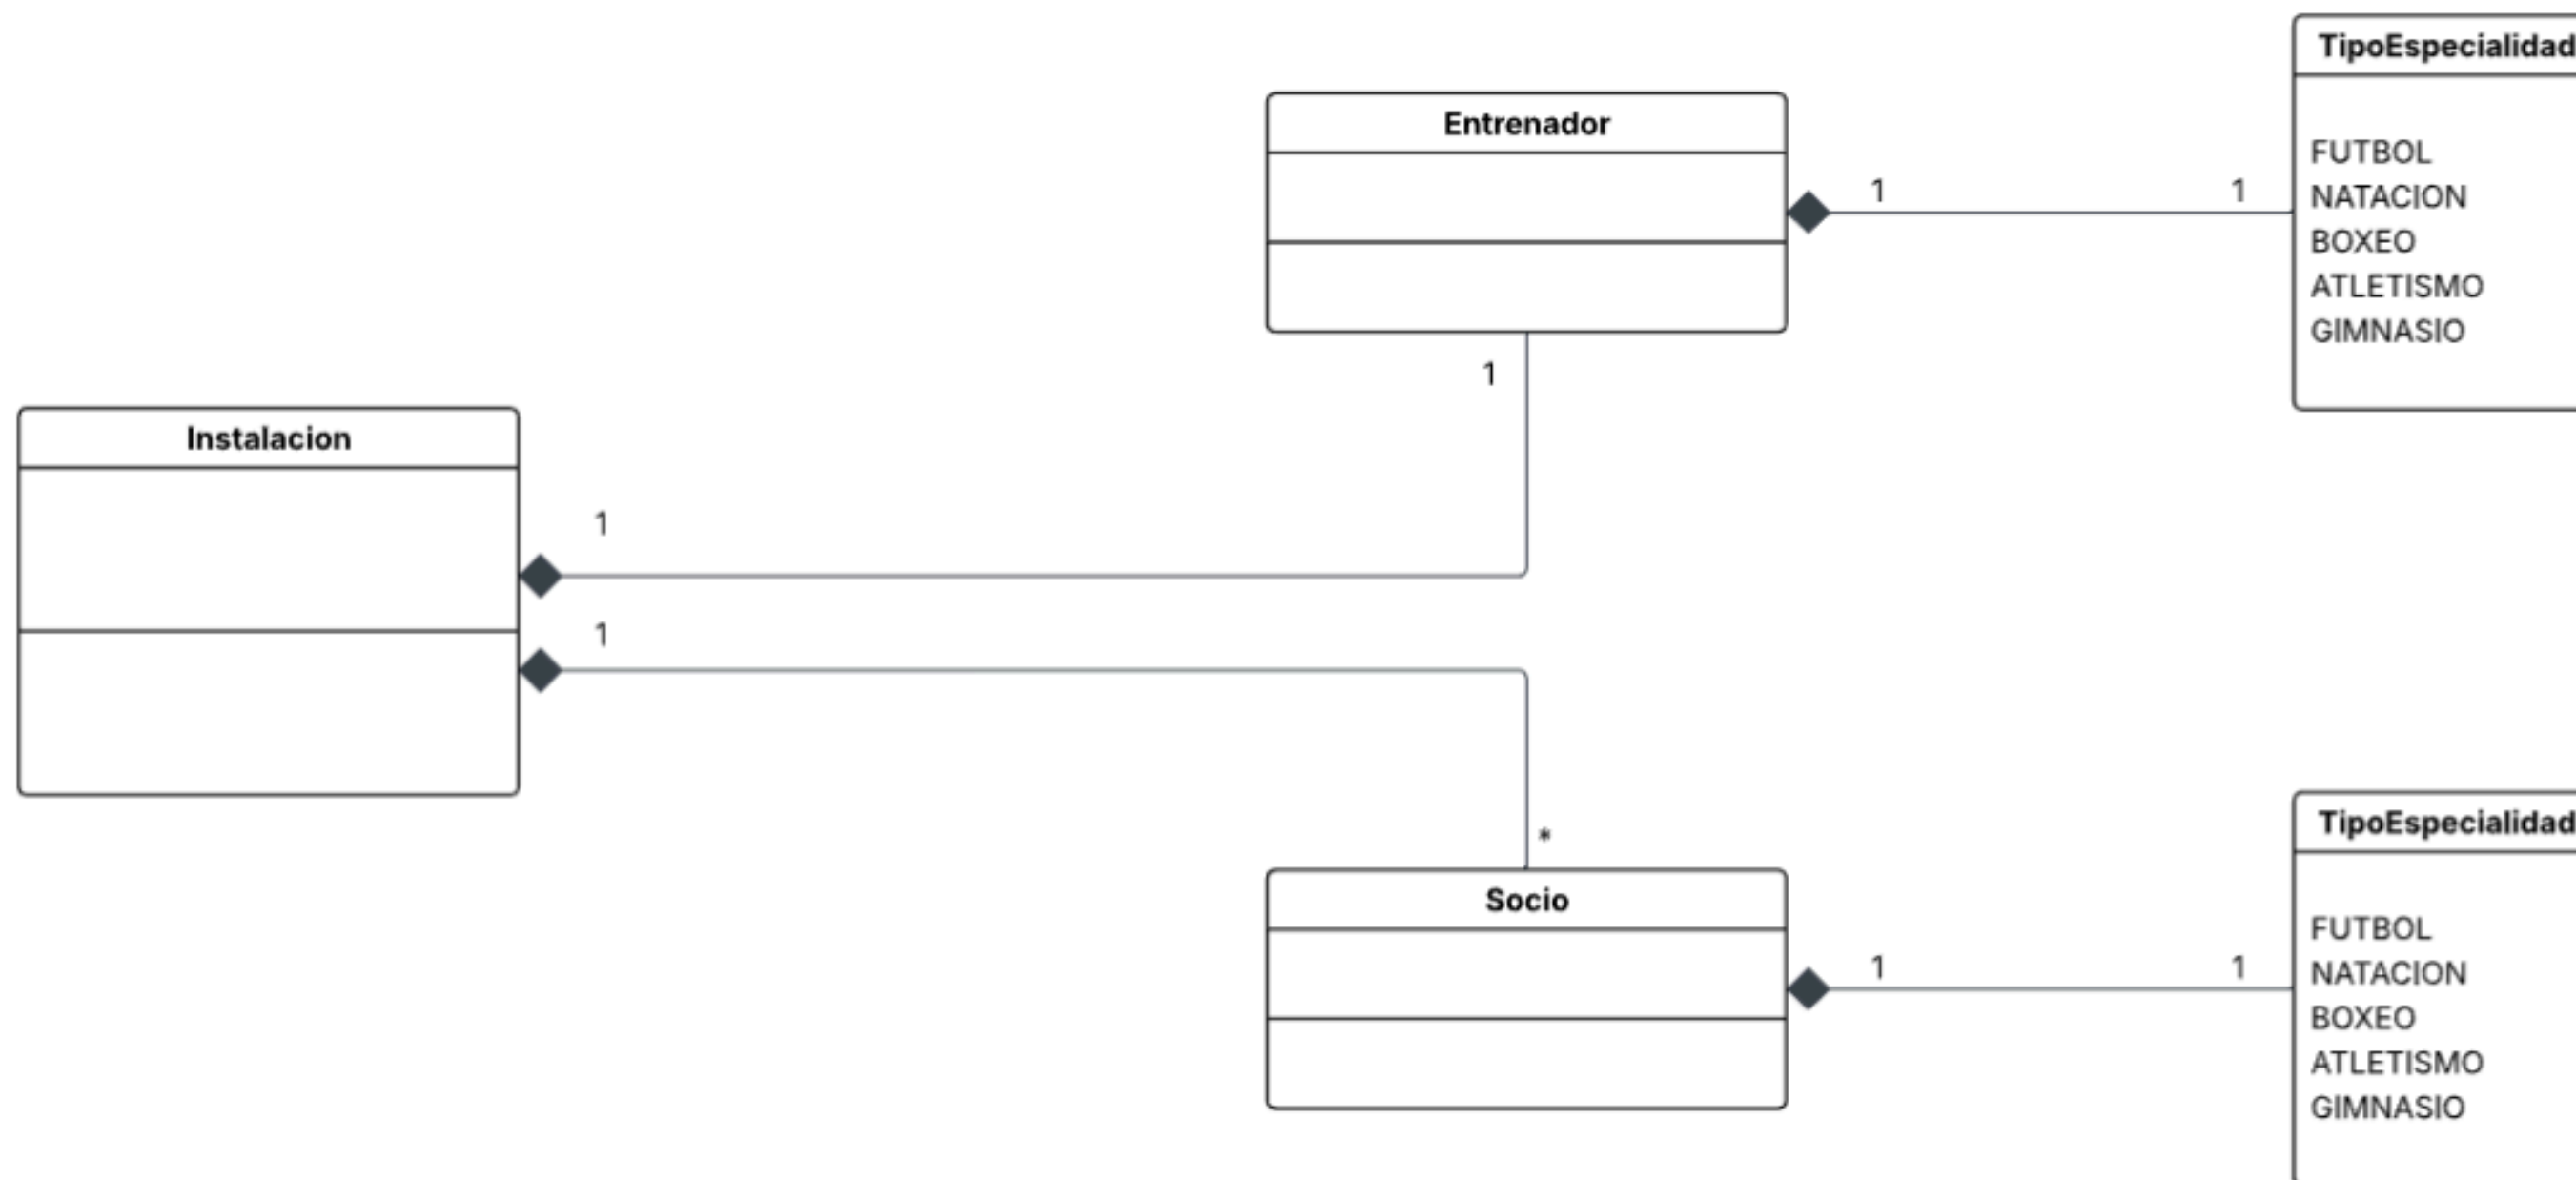 TipoEspecialidad
FUTBOL
NATACION
BOXEO
ATLETISMO
GIMNASIO
Entrenador
1
1
1
Instalacion
1
1
*
Socio
1
1
TipoEspecialidad
FUTBOL
NATACION
BOXEO
ATLETISMO
GIMNASIO